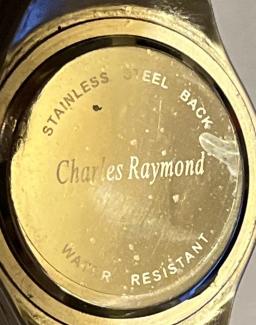 STAINLESS STEEL BACK
Charles Raymond
WATER RESISTANT